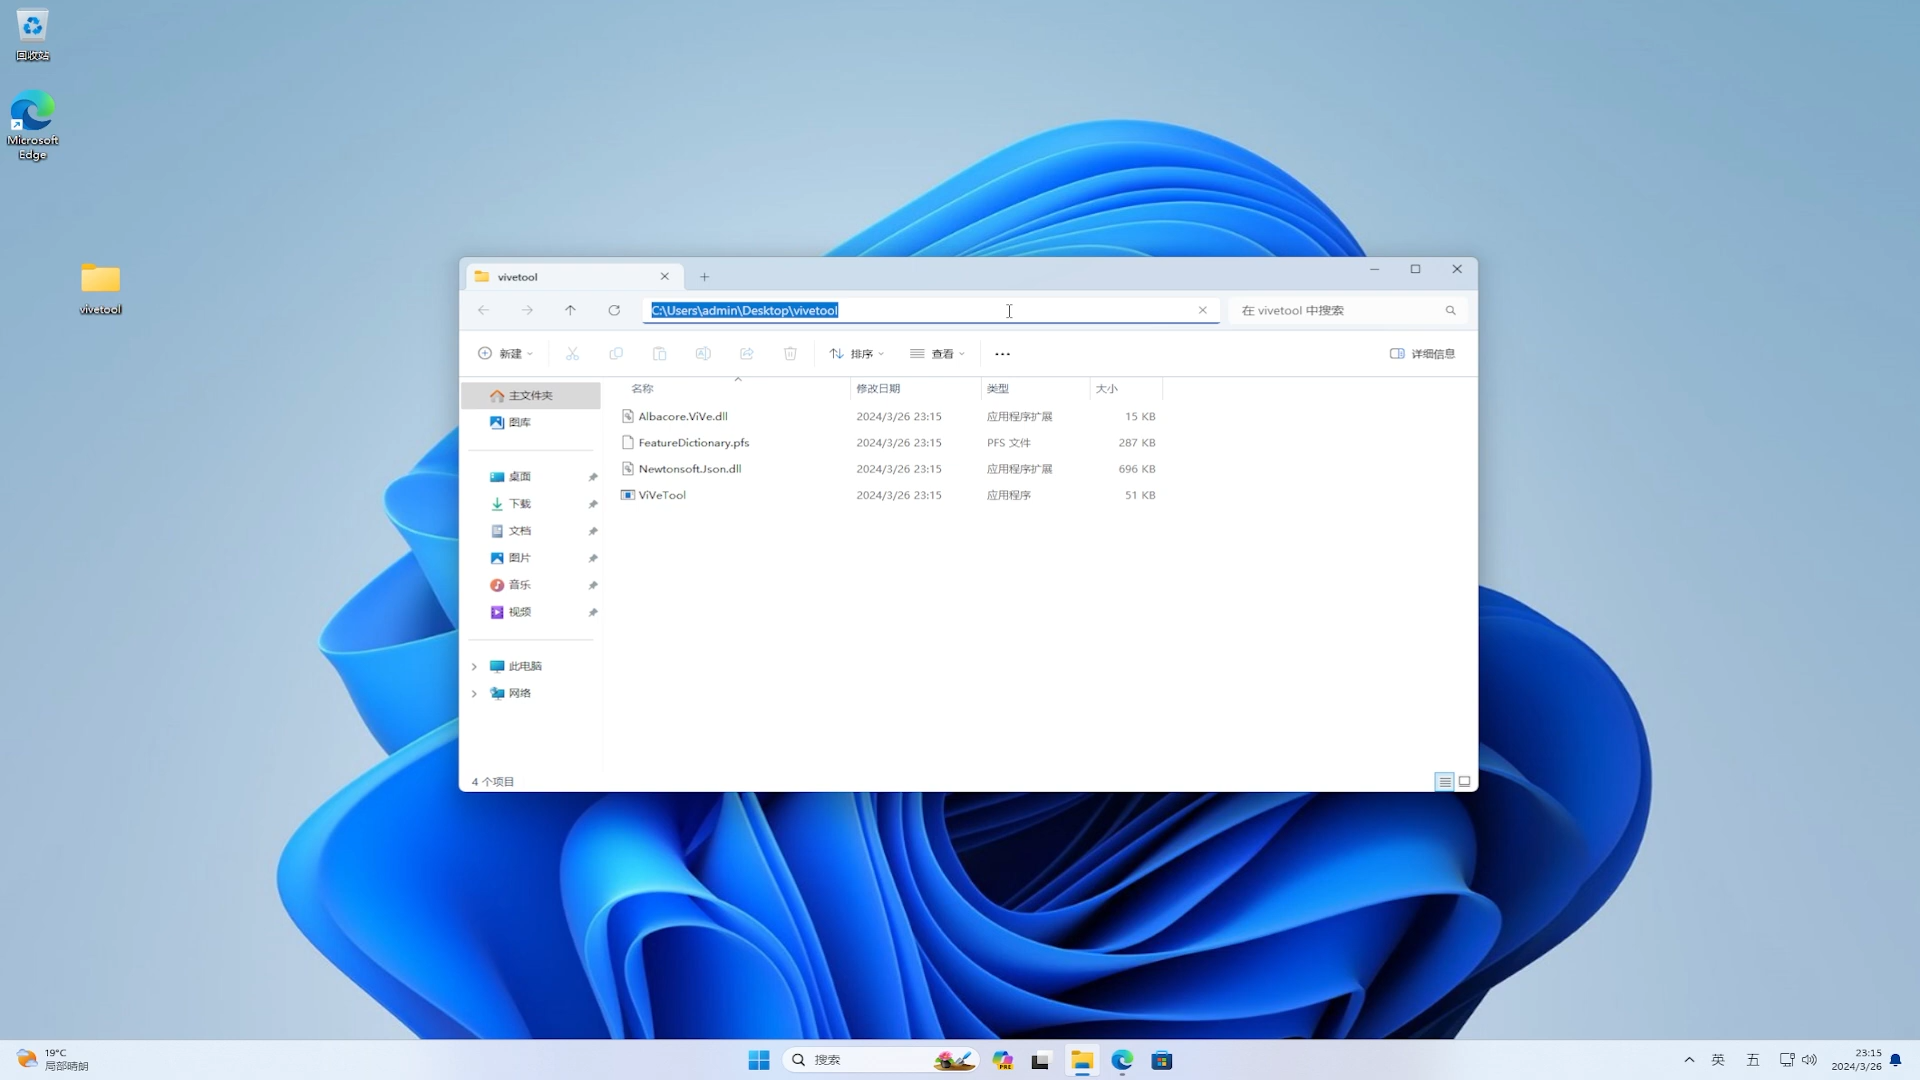 回收站
Microsoft
Edge
vivetool
vivetool
C:\Users\admin\Desktop\vivetool
在 vivetool 中搜索
新建
排序
查看
详细信息
主文件夹
图库
桌面
下载
文档
图片
音乐
视频
此电脑
网络
名称 修改日期 类型 大小
Albacore.ViVe.dll 2024/3/26 23:15 应用程序扩展 15 KB
FeatureDictionary.pfs 2024/3/26 23:15 PFS 文件 287 KB
Newtonsoft.Json.dll 2024/3/26 23:15 应用程序扩展 696 KB
ViVeTool 2024/3/26 23:15 应用程序 51 KB
4 个项目
19°C
局部晴朗
搜索
PRE
英
五
23:15
2024/3/26